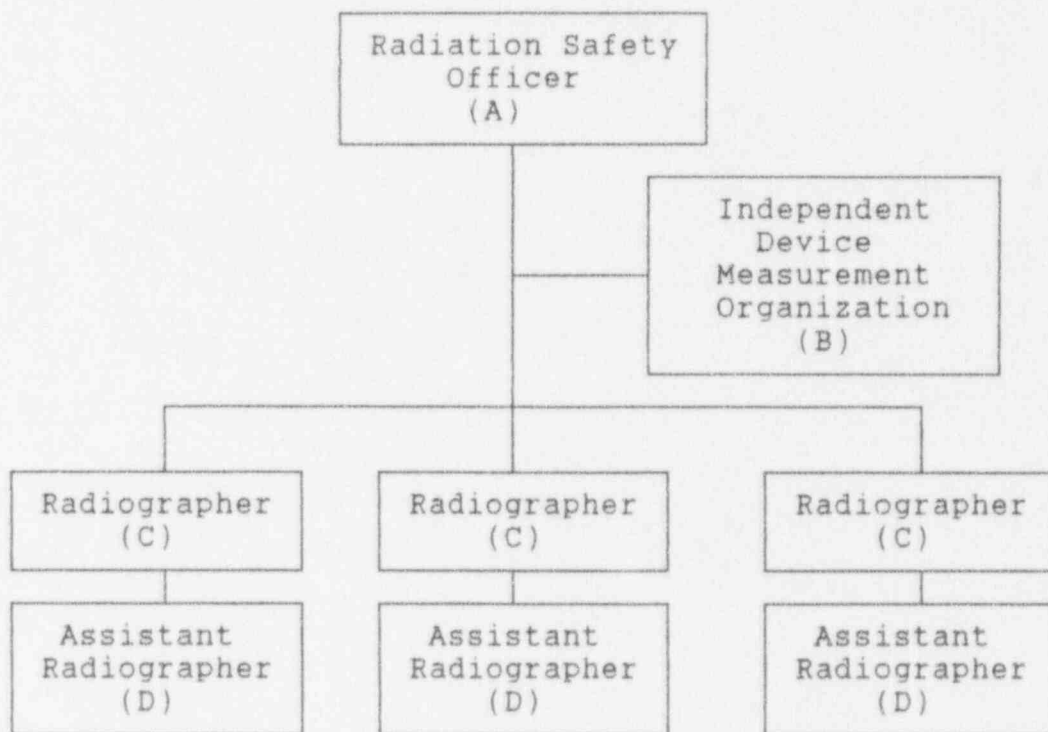 Radiation Safety
Officer
(A)
Independent
Device
Measurement
Organization
(B)
Radiographer
(C)
Radiographer
(C)
Radiographer
(C)
Assistant
Radiographer
(D)
Assistant
Radiographer
(D)
Assistant
Radiographer
(D)